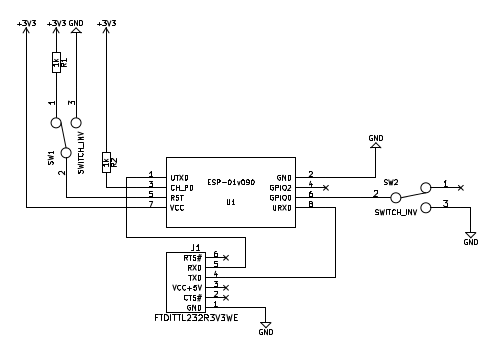 +3V3 +3V3 GND +3V3
1k R1
1 3
SW1 SWITCH_INV
2
1k R2
GND
1 UTXD GND 2
3 CH_PD ESP-01v090 GPIO2 4
5 RST U1 GPIO0 6
7 VCC URXD 8
SW2
2 1
SWITCH_INV 3
GND
J1
RTS# 6
RXD 5
TXD 4
VCC+5V 3
CTS# 2
GND 1
FTDITTL232R3V3WE
GND